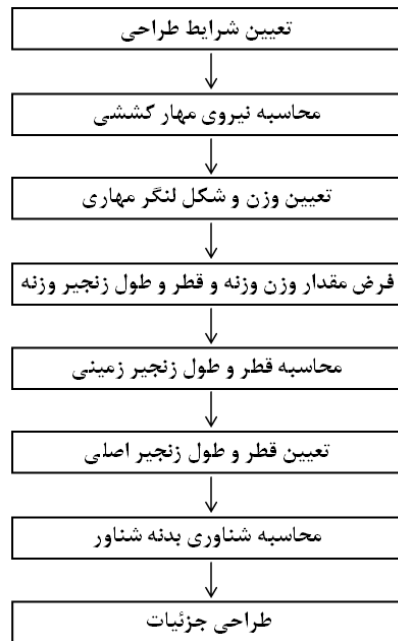 تعیین شرایط طراحی
محاسبه نیروی مهار کششی
تعیین وزن و شکل لنگر مهاری
فرض مقدار وزن وزنه و قطر و طول زنجیر وزنه
محاسبه قطر و طول زنجیر زمینی
تعیین قطر و طول زنجیر اصلی
محاسبه شناوری بدنه شناور
طراحی جزئیات